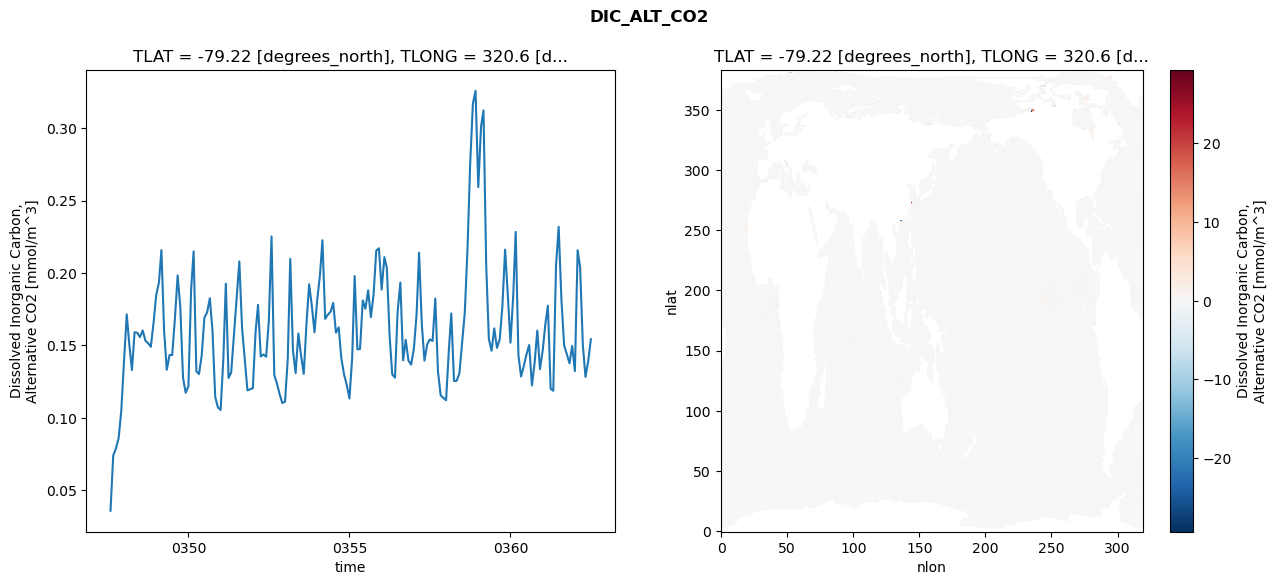 DIC_ALT_CO2
TLAT = -79.22 [degrees_north], TLONG = 320.6 [d...
Dissolved Inorganic Carbon,
Alternative CO2 [mmol/m^3]
0.30
0.25
0.20
0.15
0.10
0.05
0350
0355
0360
time
TLAT = -79.22 [degrees_north], TLONG = 320.6 [d...
nlat
350
300
250
200
150
100
50
0
0
50
100
150
200
250
300
nlon
20
10
0
−10
−20
Dissolved Inorganic Carbon,
Alternative CO2 [mmol/m^3]